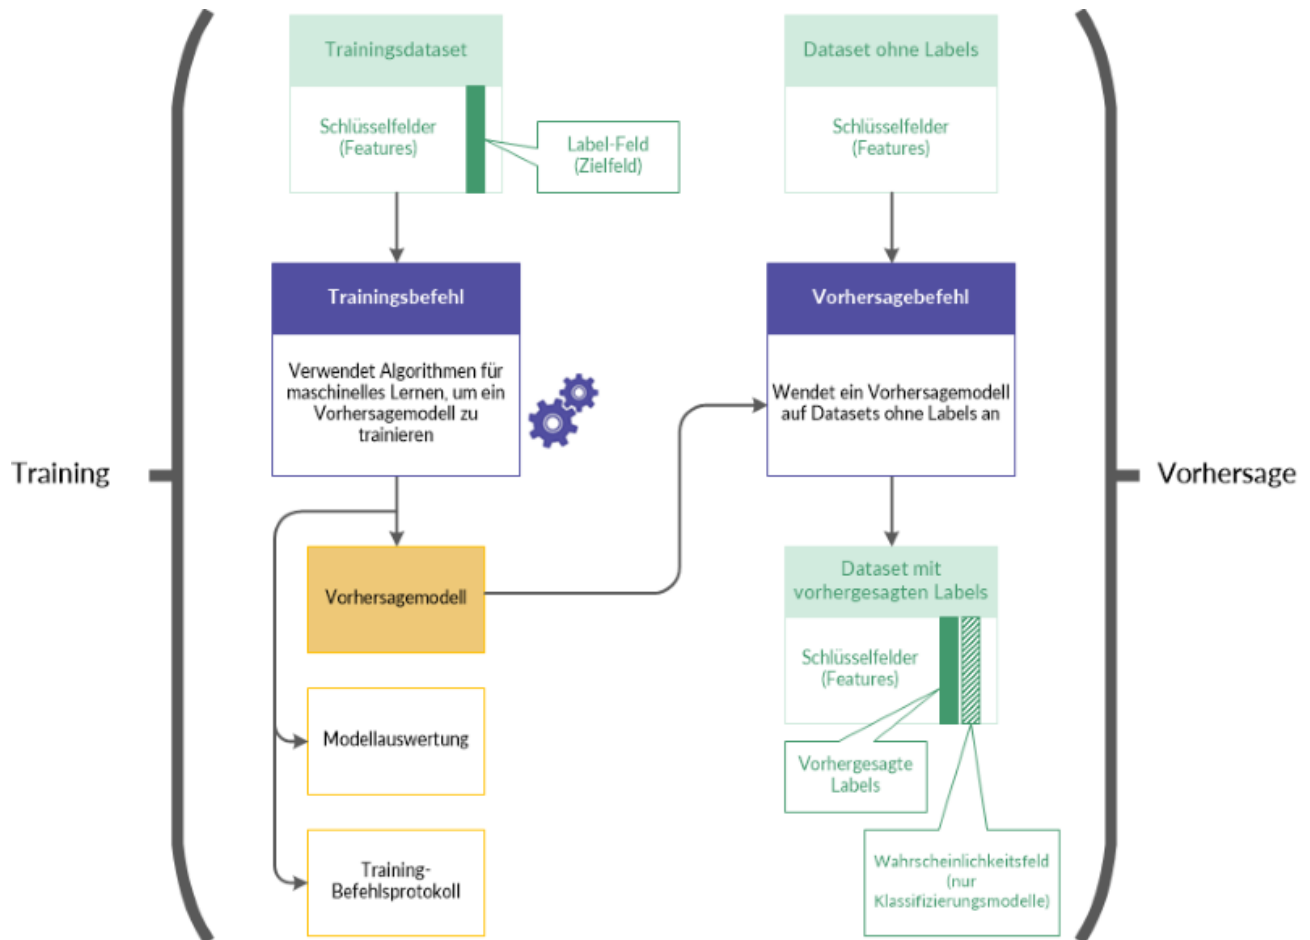 Training
Trainingsdataset
Schlüsselfelder
(Features)
Label-Feld
(Zielfeld)
Trainingsbefehl
Verwendet Algorithmen für
maschinelles Lernen, um ein
Vorhersagemodell zu
trainieren
Vorhersagemodell
Modellauswertung
Training-
Befehlsprotokoll
Dataset ohne Labels
Schlüsselfelder
(Features)
Vorhersagebefehl
Wendet ein Vorhersagemodell
auf Datasets ohne Labels an
Dataset mit
vorhergesagten Labels
Schlüsselfelder
(Features)
Vorhergesagte
Labels
Wahrscheinlichkeitsfeld
(nur
Klassifizierungsmodelle)
Vorhersage